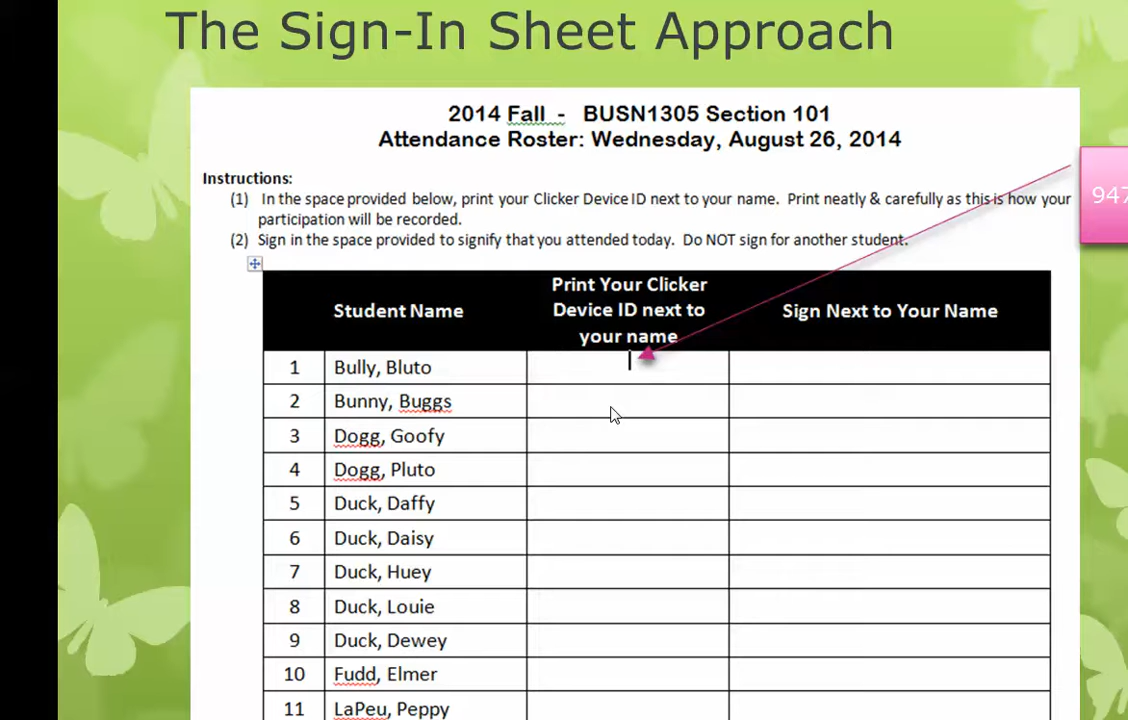 The Sign-In Sheet Approach
2014 Fall - BUSN1305 Section 101
Attendance Roster: Wednesday, August 26, 2014
Instructions:
(1) In the space provided below, print your Clicker Device ID next to your name. Print neatly & carefully as this is how your
participation will be recorded.
(2) Sign in the space provided to signify that you attended today. Do NOT sign for another student.
947
Student Name
Print Your Clicker
Device ID next to
your name
Sign Next to Your Name
1 Bully, Bluto
2 Bunny, Buggs
3 Dogg, Goofy
4 Dogg, Pluto
5 Duck, Daffy
6 Duck, Daisy
7 Duck, Huey
8 Duck, Louie
9 Duck, Dewey
10 Fudd, Elmer
11 LaPeu, Peppy